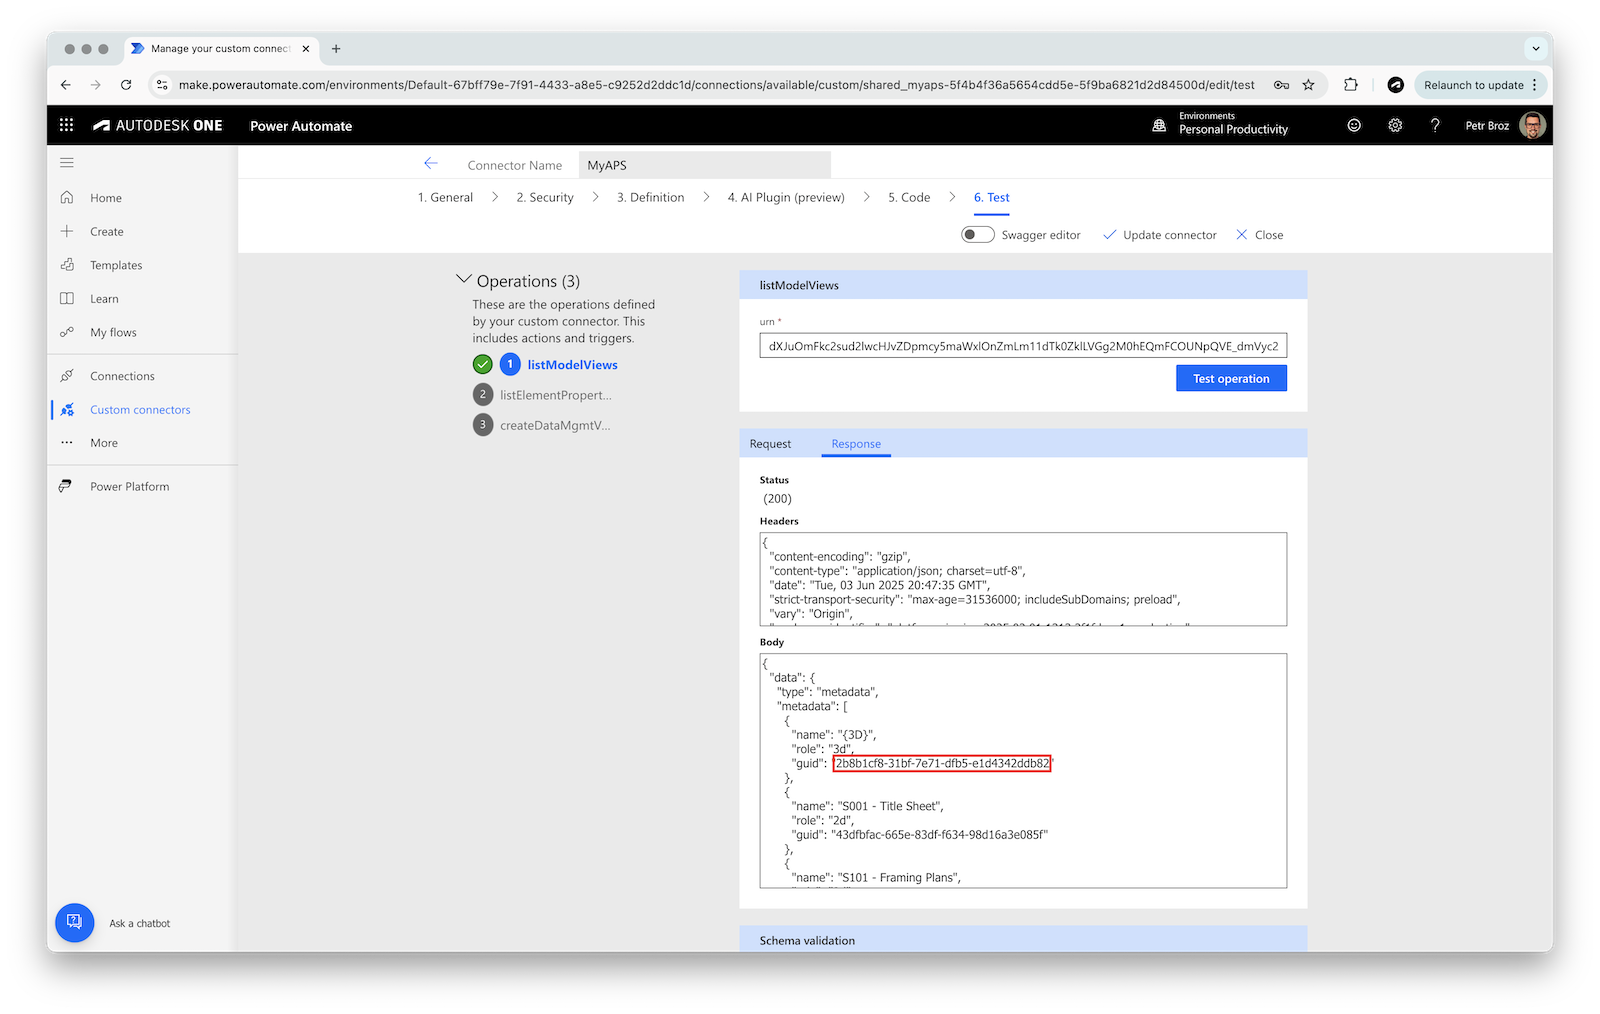 Manage your custom connect
make.powerautomate.com/environments/Default-67bff79e-7f91-4433-a8e5-c9252d2ddc1d/connections/available/custom/shared_myaps-5f4b4f36a5654cdd5e-5f9ba6821d2d84500d/edit/test
Relaunch to update
AUTODESK ONE
Power Automate
Environments
Personal Productivity
?
Petr Broz
Connector Name
MyAPS
1. General
2. Security
3. Definition
4. AI Plugin (preview)
5. Code
6. Test
Swagger editor
Update connector
Close
Home
Create
Templates
Learn
My flows
Connections
Custom connectors
More
Power Platform
Ask a chatbot
Operations (3)
These are the operations defined
by your custom connector. This
includes actions and triggers.
1 listModelViews
2 listElementPropert...
3 createDataMgmtV...
listModelViews
urn *
dXJuOmFkc2sud2lwcHJvZDpmcy5maWxlOnZmLm11dTk0ZklLVGg2M0hEQmFCOUNpQVE_dmVyc2
Test operation
Request
Response
Status
(200)
Headers
{
"content-encoding": "gzip",
"content-type": "application/json; charset=utf-8",
"date": "Tue, 03 Jun 2025 20:47:35 GMT",
"strict-transport-security": "max-age=31536000; includeSubDomains; preload",
"vary": "Origin",
Body
{
"data": {
"type": "metadata",
"metadata": [
{
"name": "{3D}",
"role": "3d",
"guid": "2b8b1cf8-31bf-7e71-dfb5-e1d4342ddb82"
},
{
"name": "S001 - Title Sheet",
"role": "2d",
"guid": "43dfbfac-665e-83df-f634-98d16a3e085f"
},
{
"name": "S101 - Framing Plans",
Schema validation